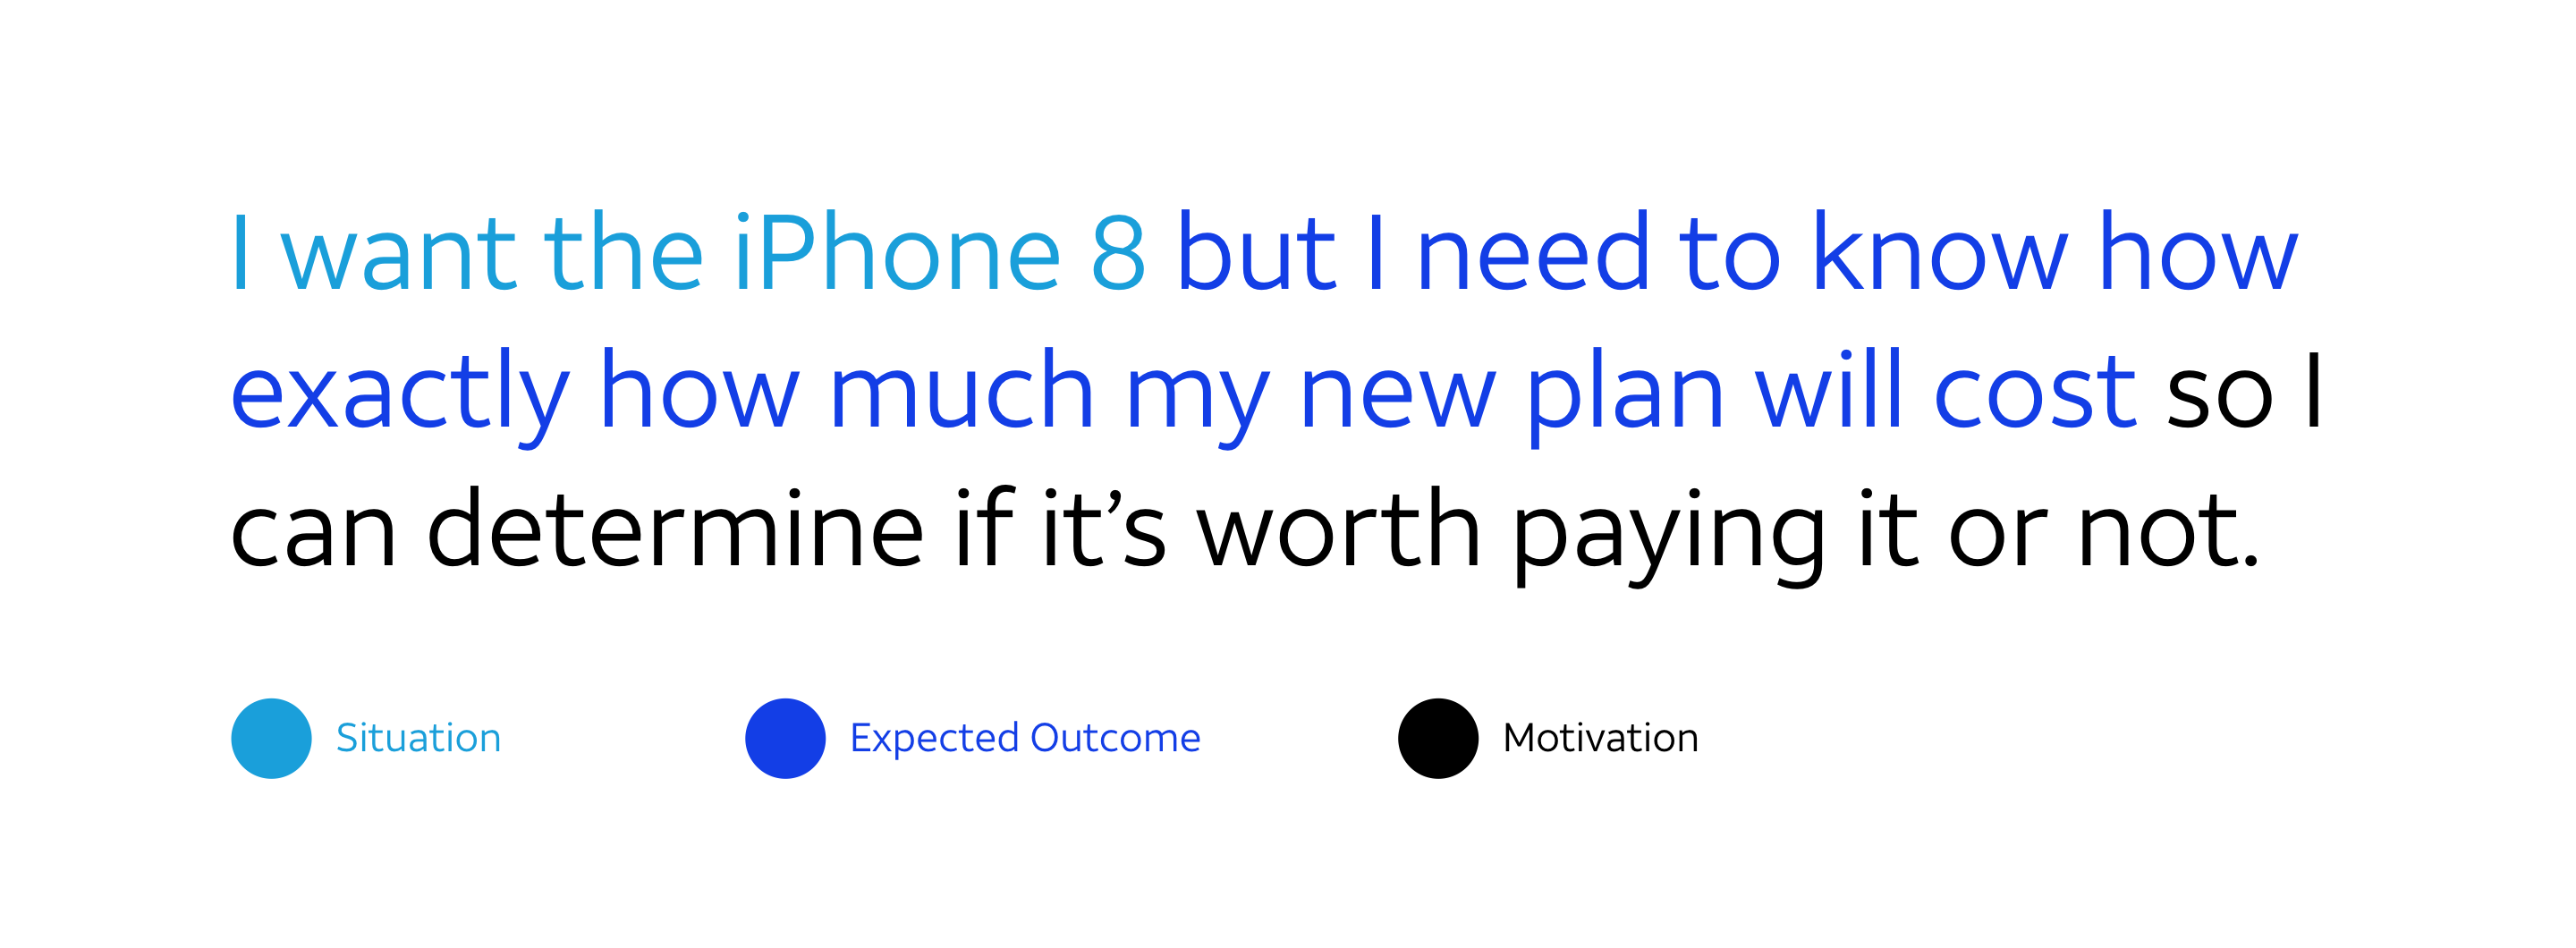 I want the iPhone 8 but I need to know how
exactly how much my new plan will cost so I
can determine if it’s worth paying it or not.
Situation
Expected Outcome
Motivation